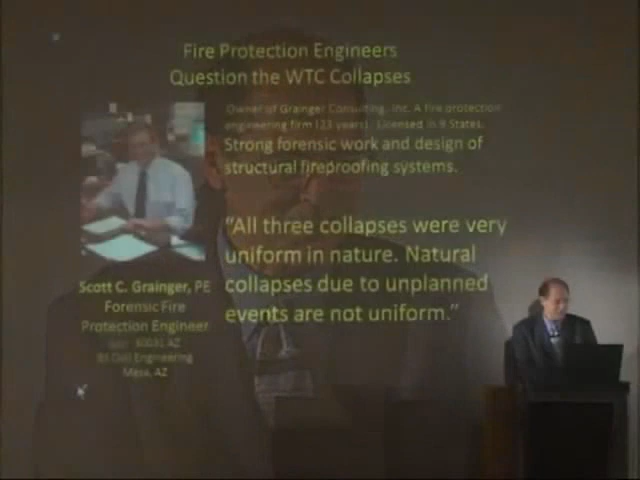 Fire Protection Engineers
Question the WTC Collapses
Owner of Grainger Consulting, Inc. A fire protection
engineering firm (23 years). Licensed in 9 States.
Strong forensic work and design of
structural fireproofing systems.
"All three collapses were very
uniform in nature. Natural
collapses due to unplanned
events are not uniform."
Scott C. Grainger, PE
Forensic Fire
Protection Engineer
AZ
BS Civil Engineering
Mesa, AZ